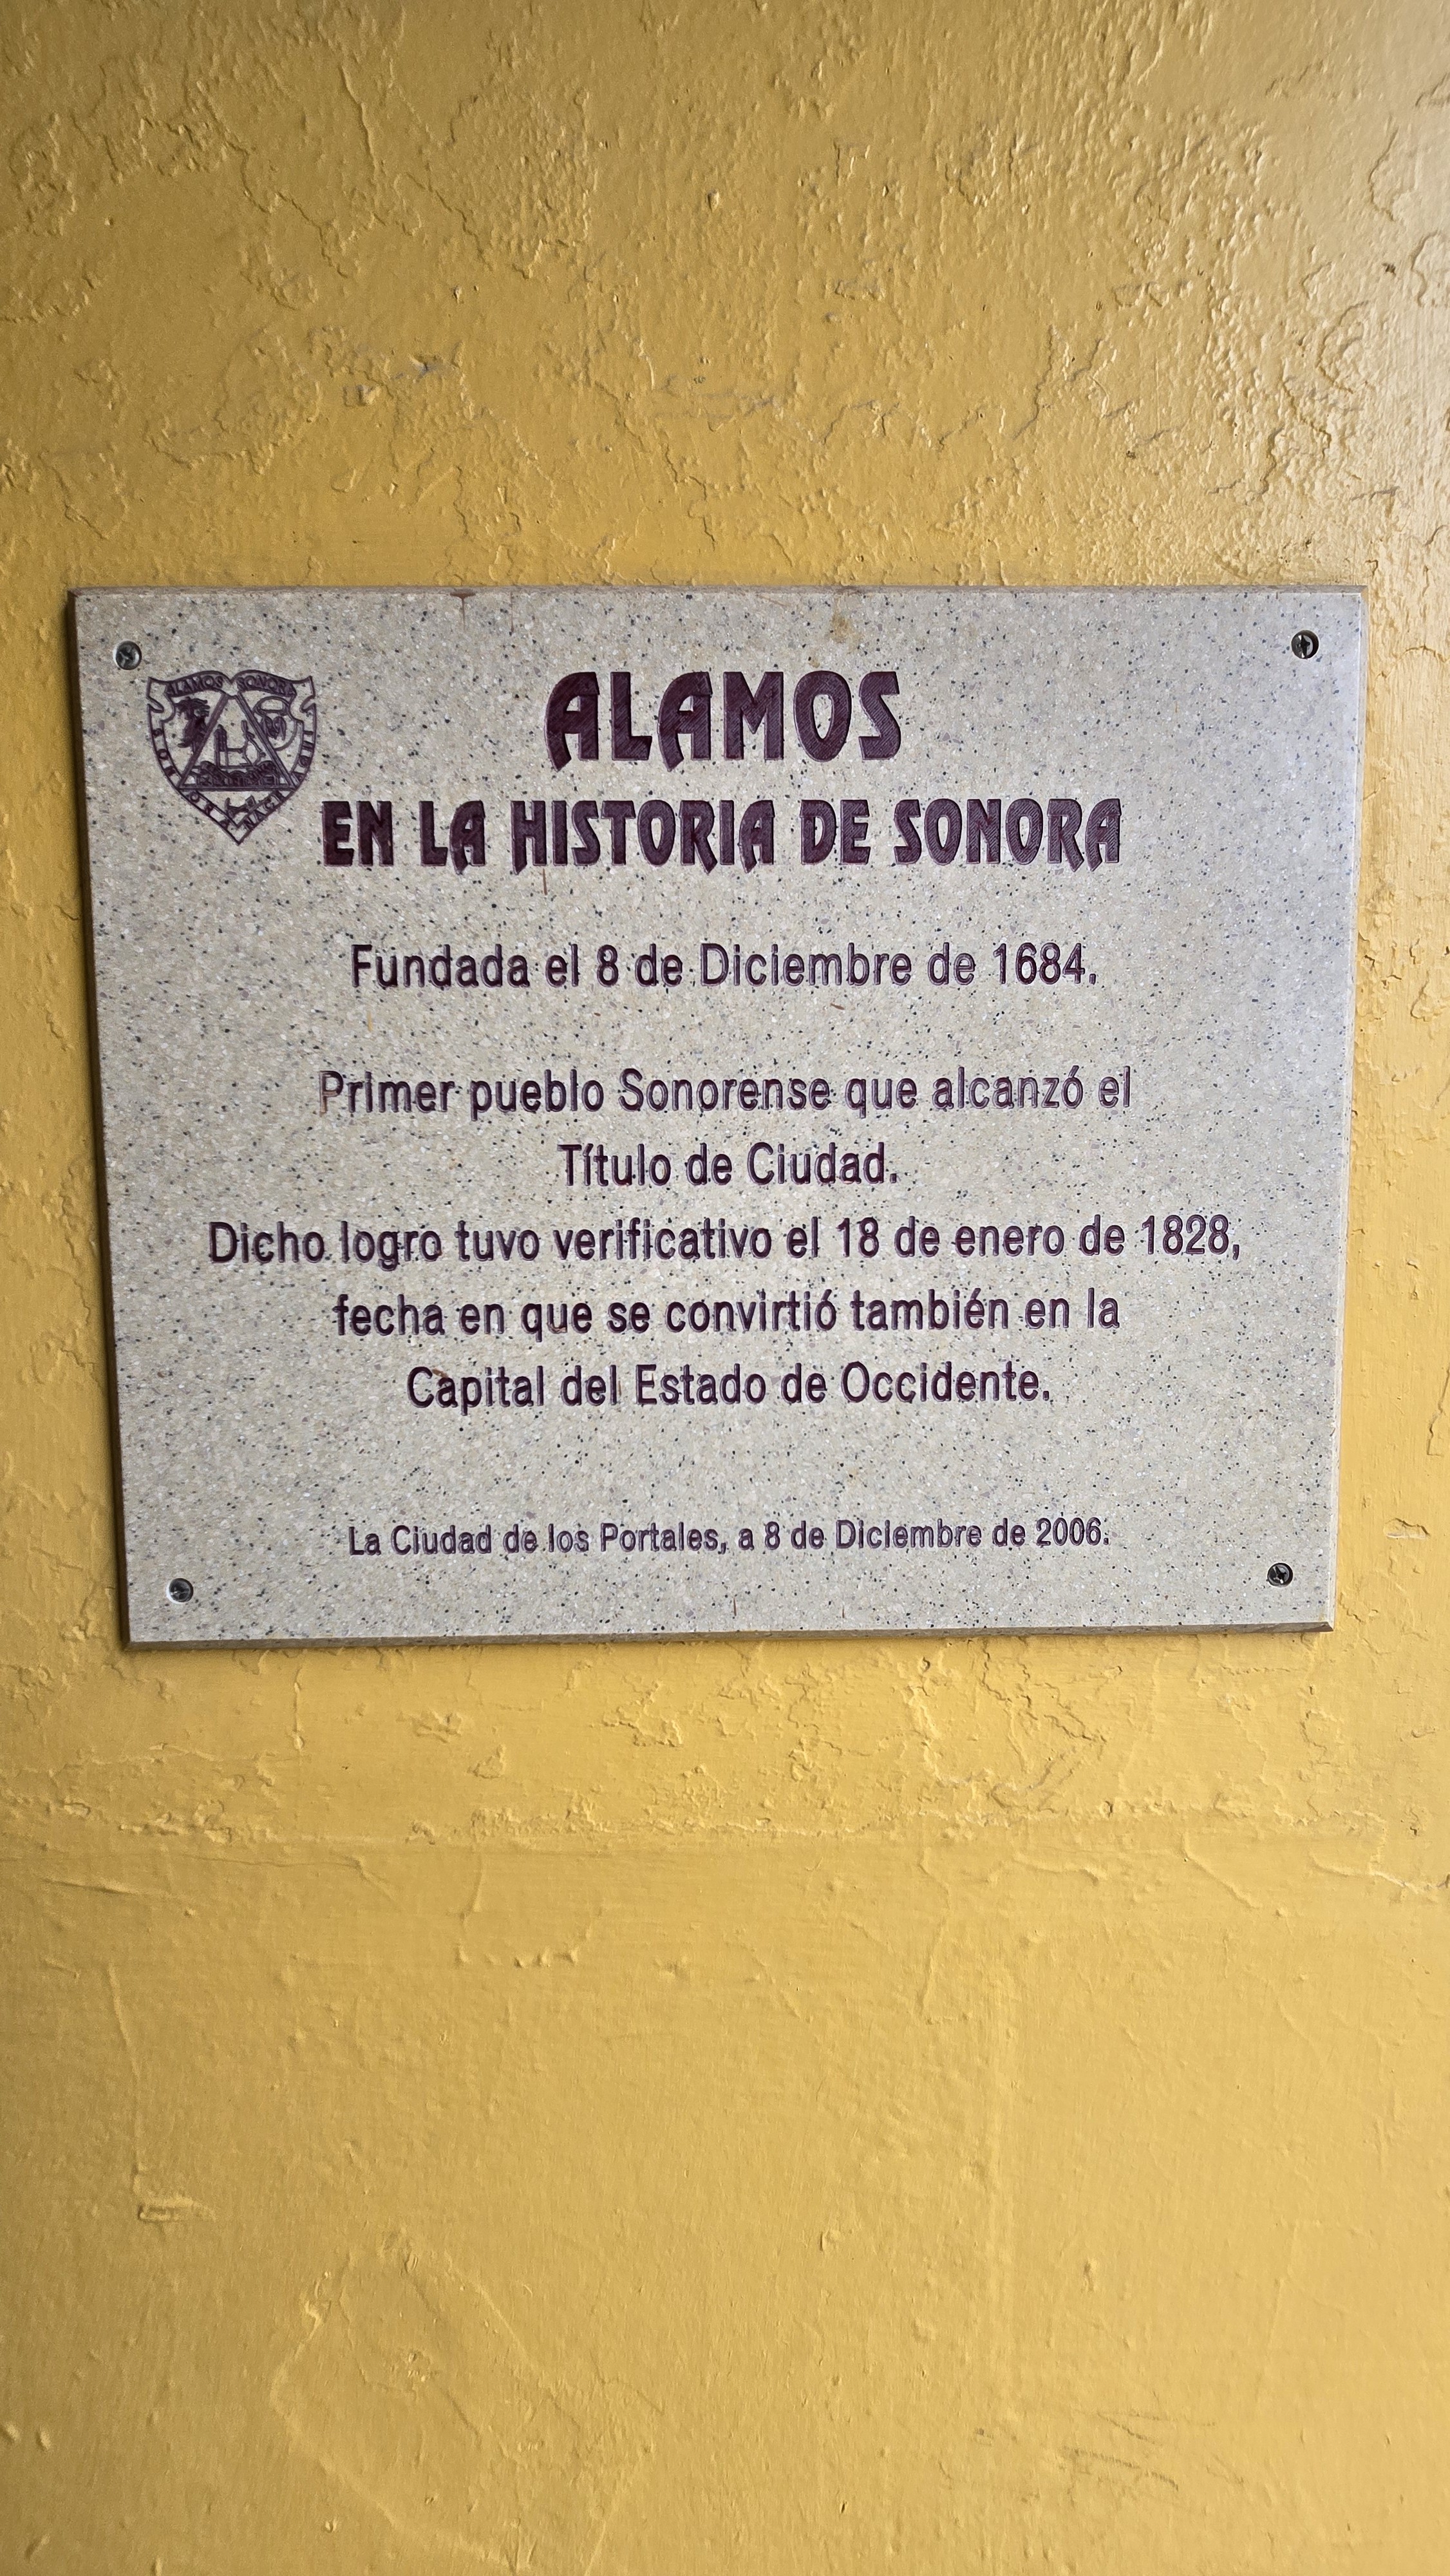 ALAMOS SONORA
ALAMOS
EN LA HISTORIA DE SONORA
Fundada el 8 de Diciembre de 1684.
Primer pueblo Sonorense que alcanzó el
Título de Ciudad.
Dicho logro tuvo verificativo el 18 de enero de 1828,
fecha en que se convirtió también en la
Capital del Estado de Occidente.
La Ciudad de los Portales, a 8 de Diciembre de 2006.